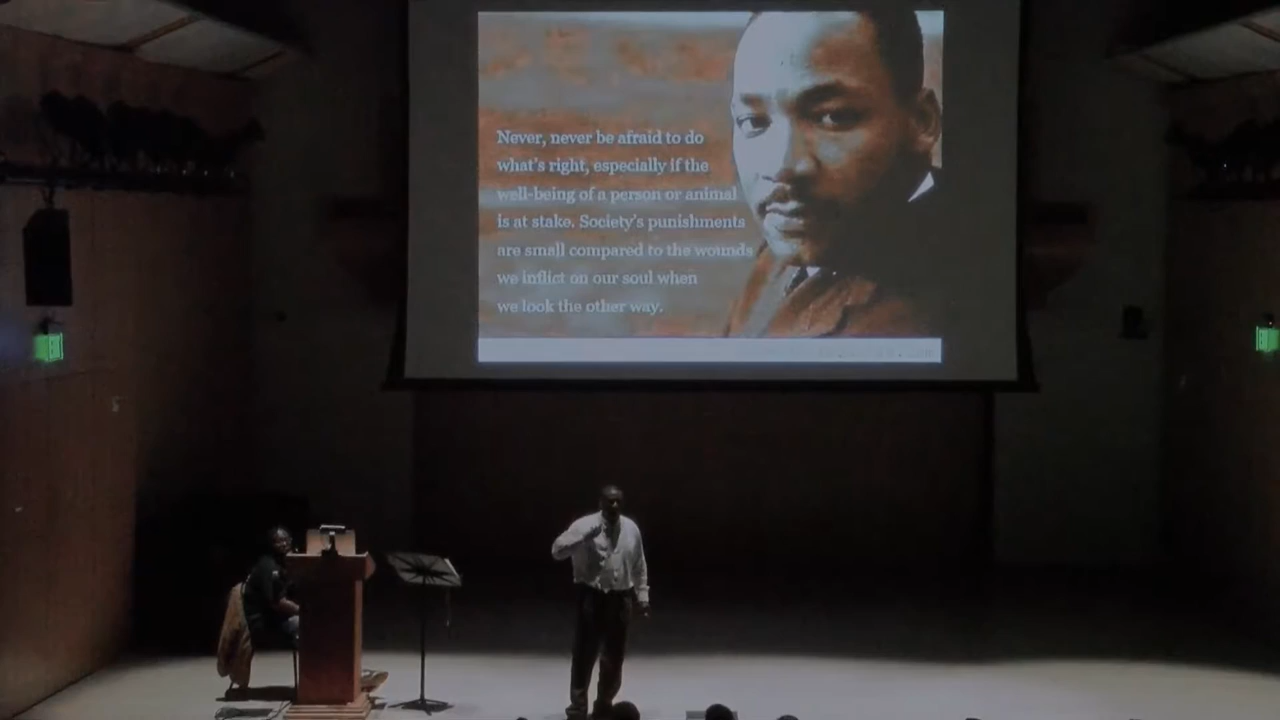 Never, never be afraid to do
what's right, especially if the
well-being of a person or animal
is at stake. Society's punishments
are small compared to the wounds
we inflict on our soul when
we look the other way.